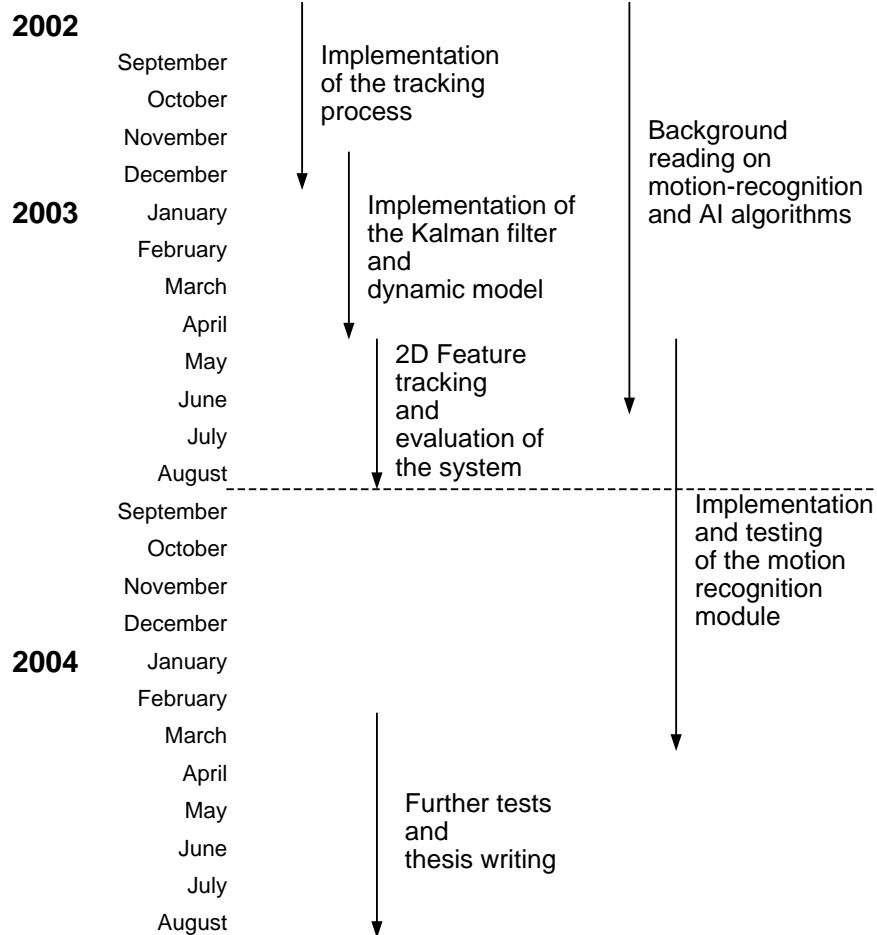 2002
September
October
November
December
2003
January
February
March
April
May
June
July
August
September
October
November
December
2004
January
February
March
April
May
June
July
August
Implementation
of the tracking
process
Implementation of
the Kalman filter
and
dynamic model
2D Feature
tracking
and
evaluation of
the system
Further tests
and
thesis writing
Background
reading on
motion-recognition
and AI algorithms
Implementation
and testing
of the motion
recognition
module